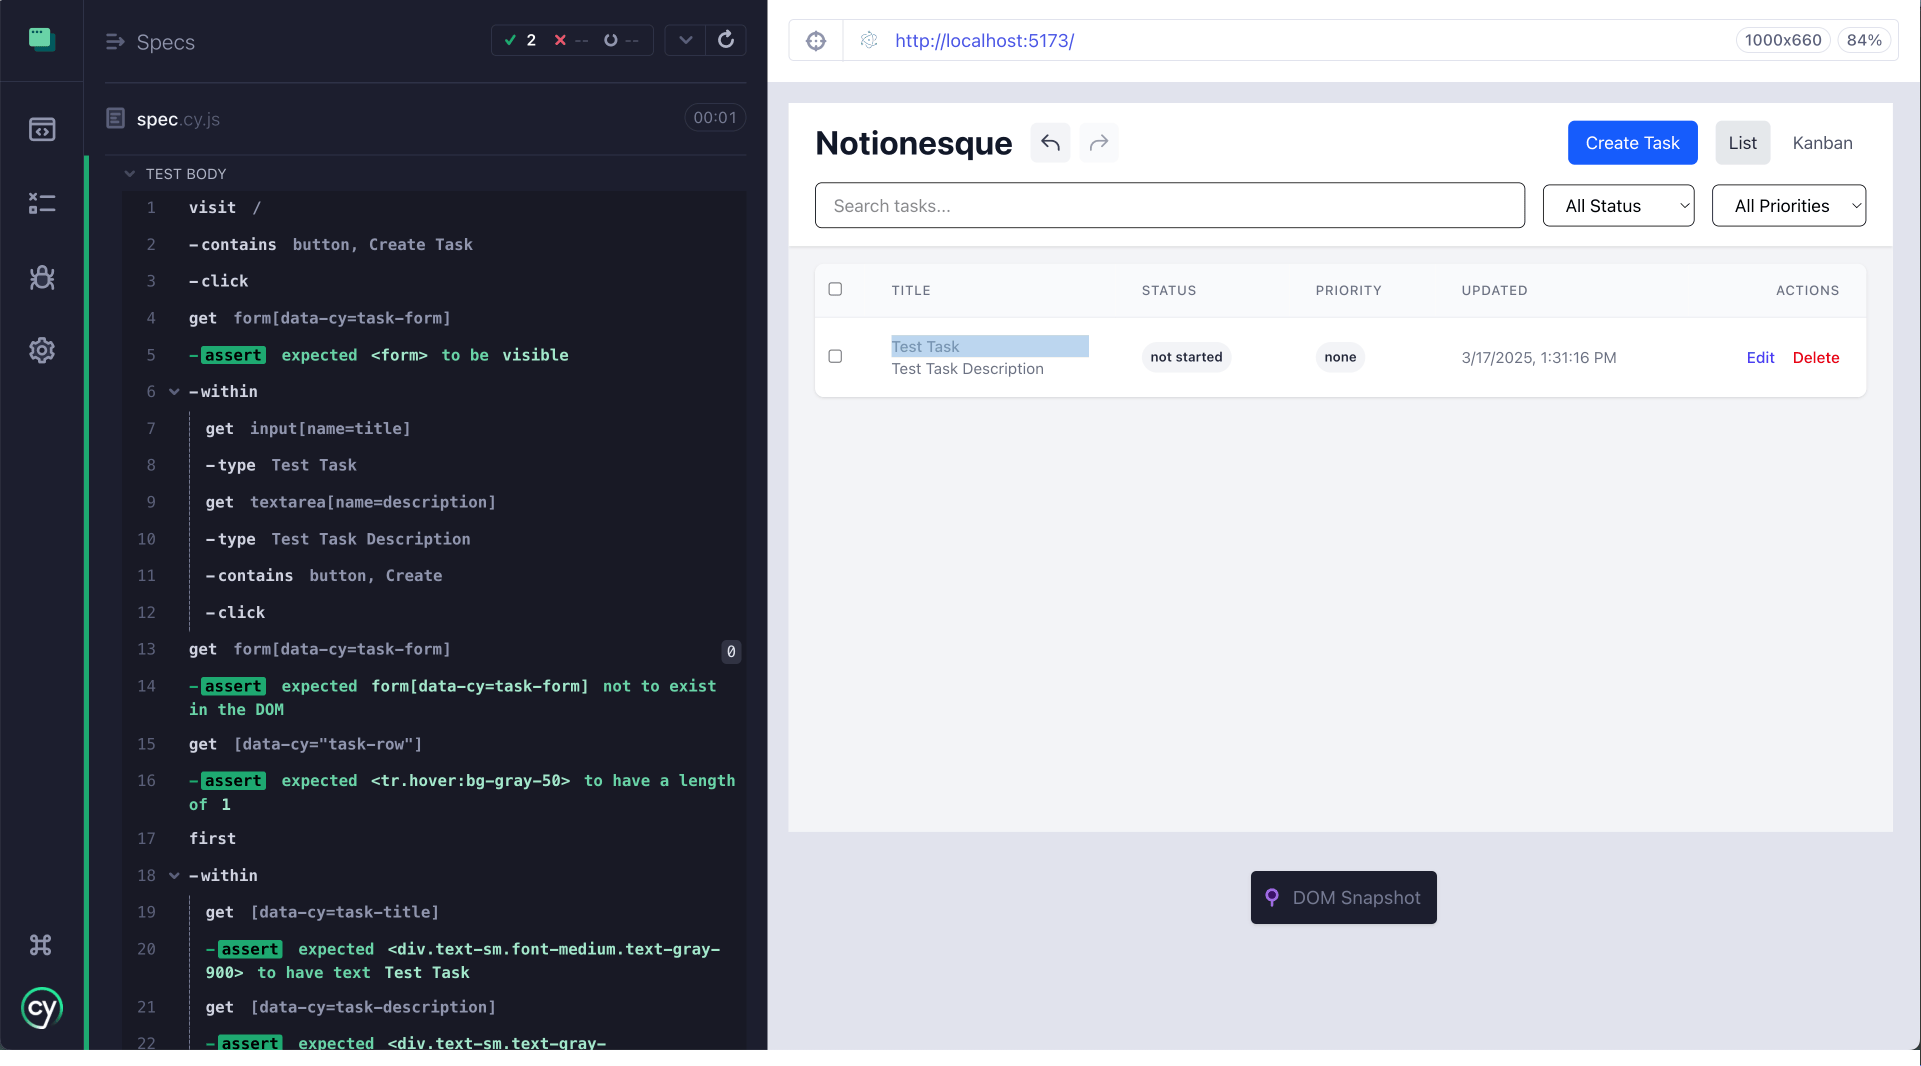 Specs
2 -- --
spec.cy.js
00:01
TEST BODY
1 visit /
2 -contains button, Create Task
3 -click
4 get form[data-cy=task-form]
5 -assert expected <form> to be visible
6 -within
7 get input[name=title]
8 -type Test Task
9 get textarea[name=description]
10 -type Test Task Description
11 -contains button, Create
12 -click
13 get form[data-cy=task-form] 0
14 -assert expected form[data-cy=task-form] not to exist
in the DOM
15 get [data-cy="task-row"]
16 -assert expected <tr.hover:bg-gray-50> to have a length
of 1
17 first
18 -within
19 get [data-cy=task-title]
20 -assert expected <div.text-sm.font-medium.text-gray-
900> to have text Test Task
21 get [data-cy=task-description]
22 -assert expected <div.text-sm.text-gray-
cy
http://localhost:5173/
1000x660
84%
Notionesque
Create Task
List
Kanban
Search tasks...
All Status
All Priorities
TITLE STATUS PRIORITY UPDATED ACTIONS
Test Task
Test Task Description
not started
none
3/17/2025, 1:31:16 PM
Edit
Delete
DOM Snapshot